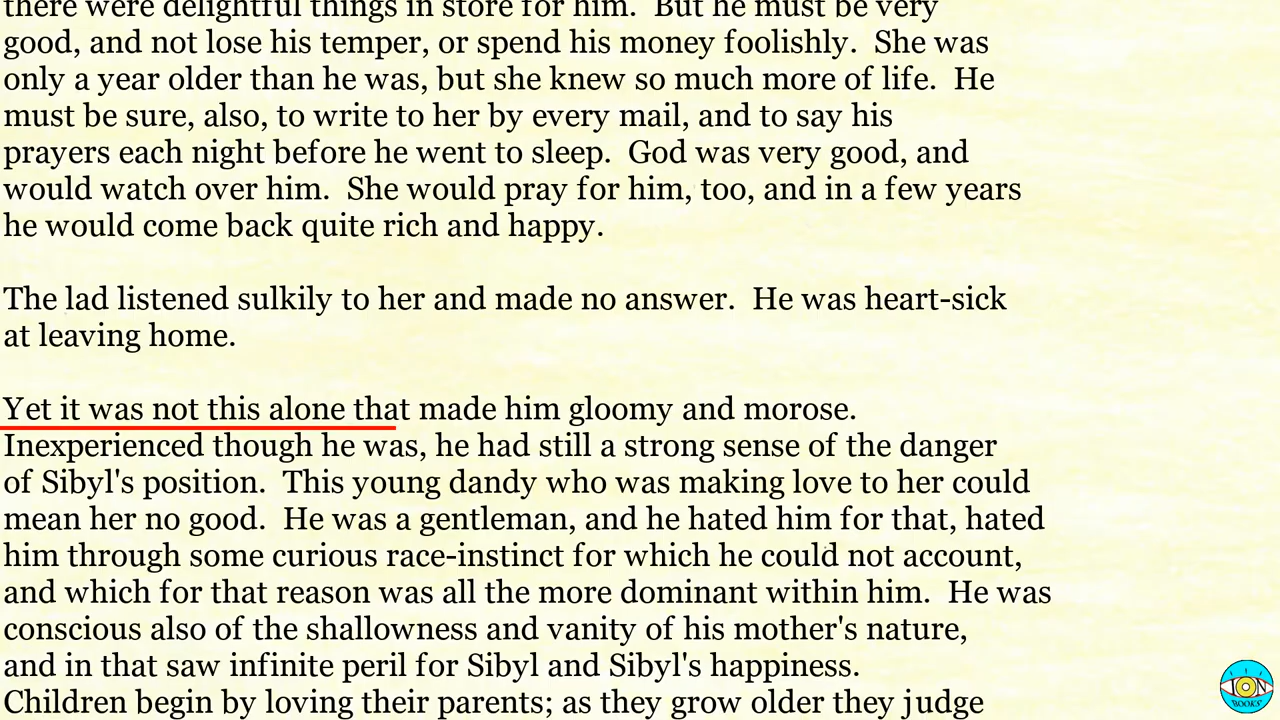 there were delightful things in store for him.  But he must be very
good, and not lose his temper, or spend his money foolishly.  She was
only a year older than he was, but she knew so much more of life.  He
must be sure, also, to write to her by every mail, and to say his
prayers each night before he went to sleep.  God was very good, and
would watch over him.  She would pray for him, too, and in a few years
he would come back quite rich and happy.
The lad listened sulkily to her and made no answer.  He was heart-sick
at leaving home.
Yet it was not this alone that made him gloomy and morose.
Inexperienced though he was, he had still a strong sense of the danger
of Sibyl's position.  This young dandy who was making love to her could
mean her no good.  He was a gentleman, and he hated him for that, hated
him through some curious race-instinct for which he could not account,
and which for that reason was all the more dominant within him.  He was
conscious also of the shallowness and vanity of his mother's nature,
and in that saw infinite peril for Sibyl and Sibyl's happiness.
Children begin by loving their parents; as they grow older they judge
ION
BOOKS